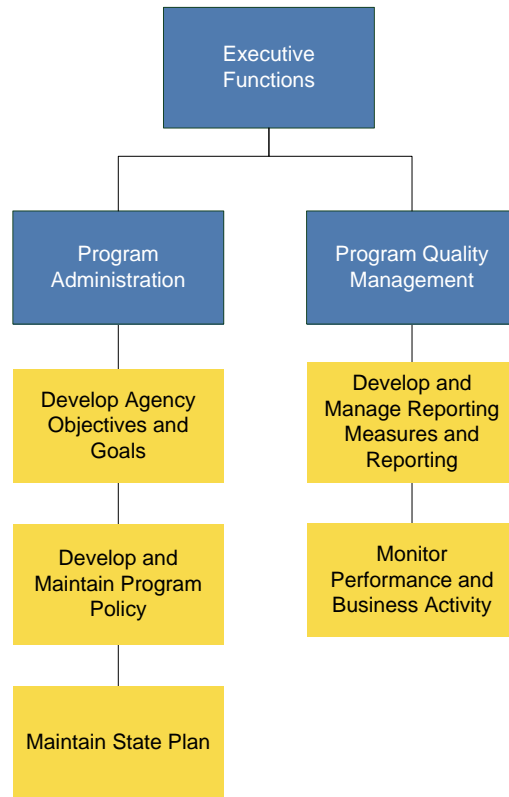 Executive
Functions
Program
Administration
Program Quality
Management
Develop Agency
Objectives and
Goals
Develop and
Manage Reporting
Measures and
Reporting
Develop and
Maintain Program
Policy
Monitor
Performance and
Business Activity
Maintain State Plan